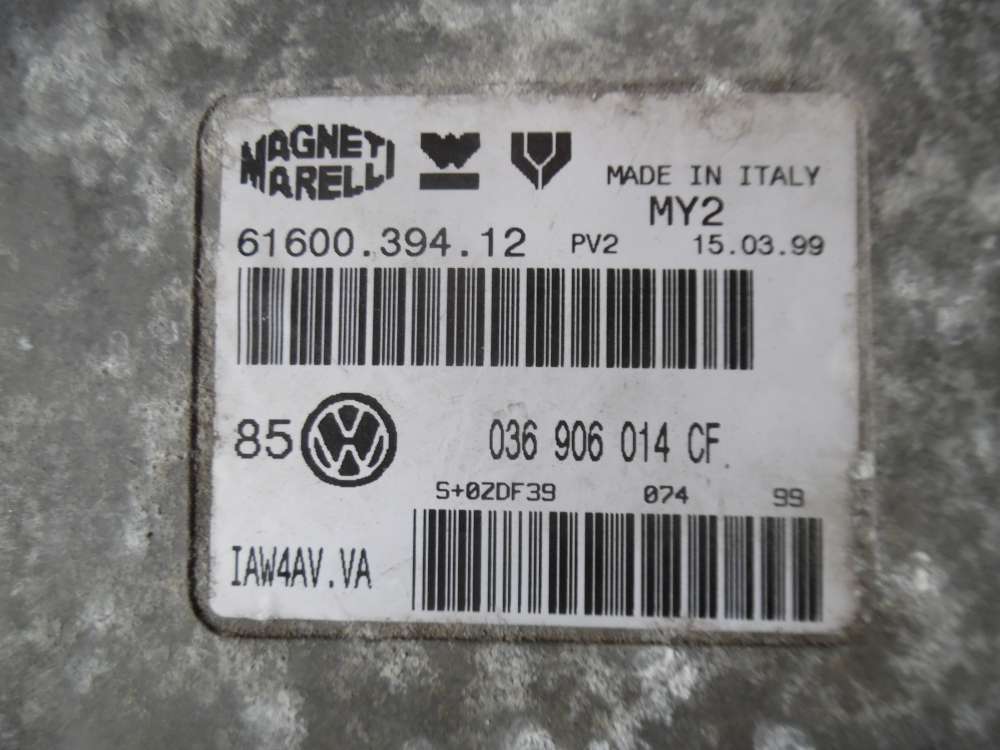 MAGNETI MARELLI
MADE IN ITALY
MY2
61600.394.12 PV2 15.03.99
85 VW 036 906 014 CF
S+0ZDF39 074 99
IAW4AV.VA